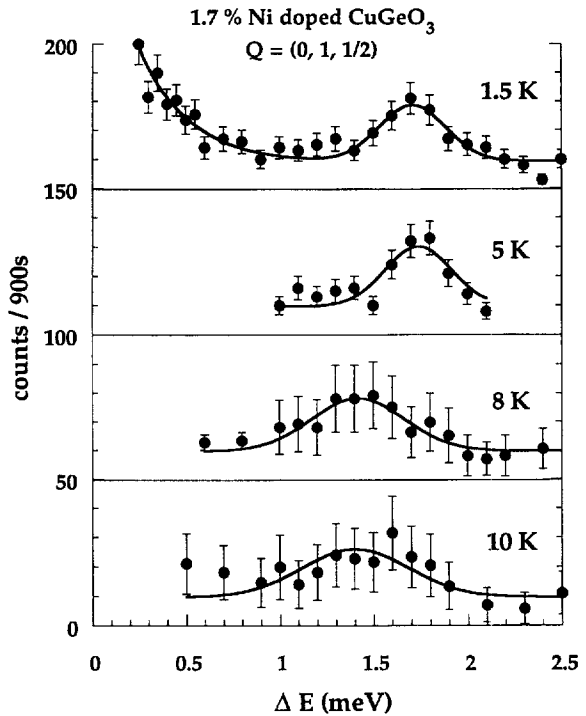 1.7 % Ni doped CuGeO₃
Q = (0, 1, 1/2)
200
1.5 K
150
5 K
counts / 900s
100
8 K
50
10 K
0
0 0.5 1 1.5 2 2.5
Δ E (meV)